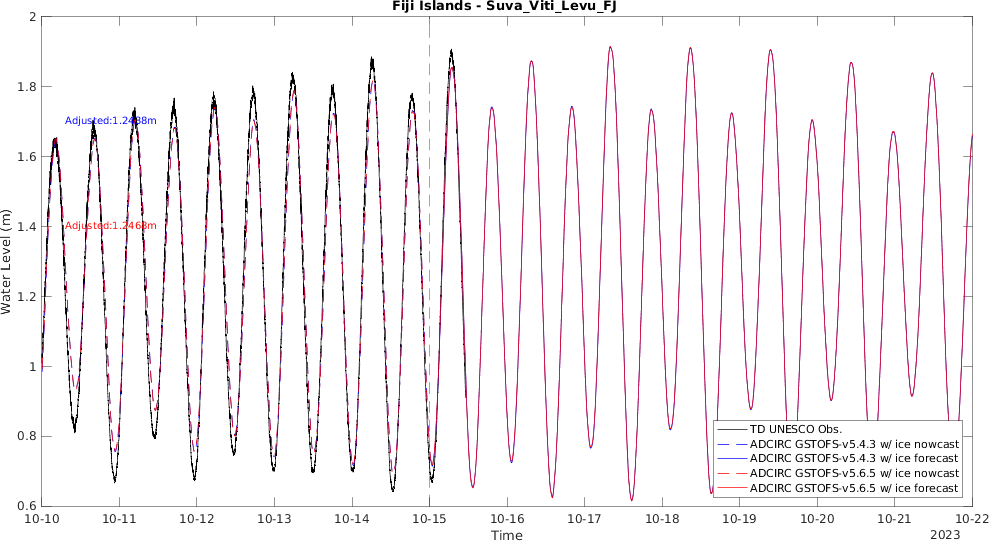 Fiji Islands - Suva_Viti_Levu_FJ
2
1.8
1.6
1.4
1.2
1
0.8
0.6
Water Level (m)
Adjusted:1.2488m
Adjusted:1.2468m
TD UNESCO Obs.
ADCIRC GSTOFS-v5.4.3 w/ ice nowcast
ADCIRC GSTOFS-v5.4.3 w/ ice forecast
ADCIRC GSTOFS-v5.6.5 w/ ice nowcast
ADCIRC GSTOFS-v5.6.5 w/ ice forecast
10-10 10-11 10-12 10-13 10-14 10-15 10-16 10-17 10-18 10-19 10-20 10-21 10-22
Time
2023